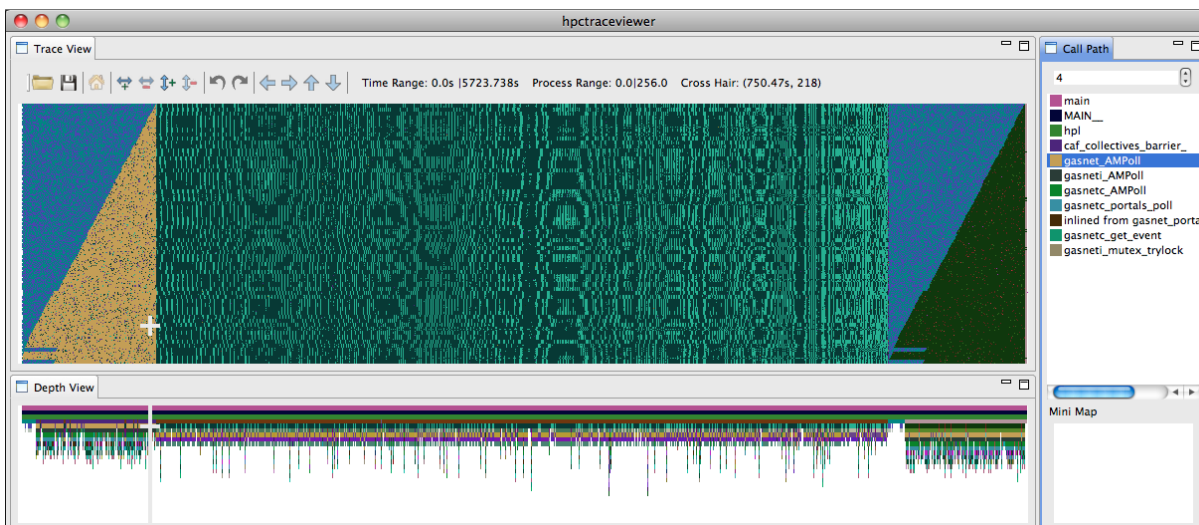 hpctraceviewer
Trace View
Time Range: 0.0s |5723.738s Process Range: 0.0|256.0 Cross Hair: (750.47s, 218)
Depth View
Call Path
4
main
MAIN__
hpl
caf_collectives_barrier_
gasnet_AMPoll
gasneti_AMPoll
gasnetc_AMPoll
gasnetc_portals_poll
inlined from gasnet_porta
gasnetc_get_event
gasneti_mutex_trylock
Mini Map